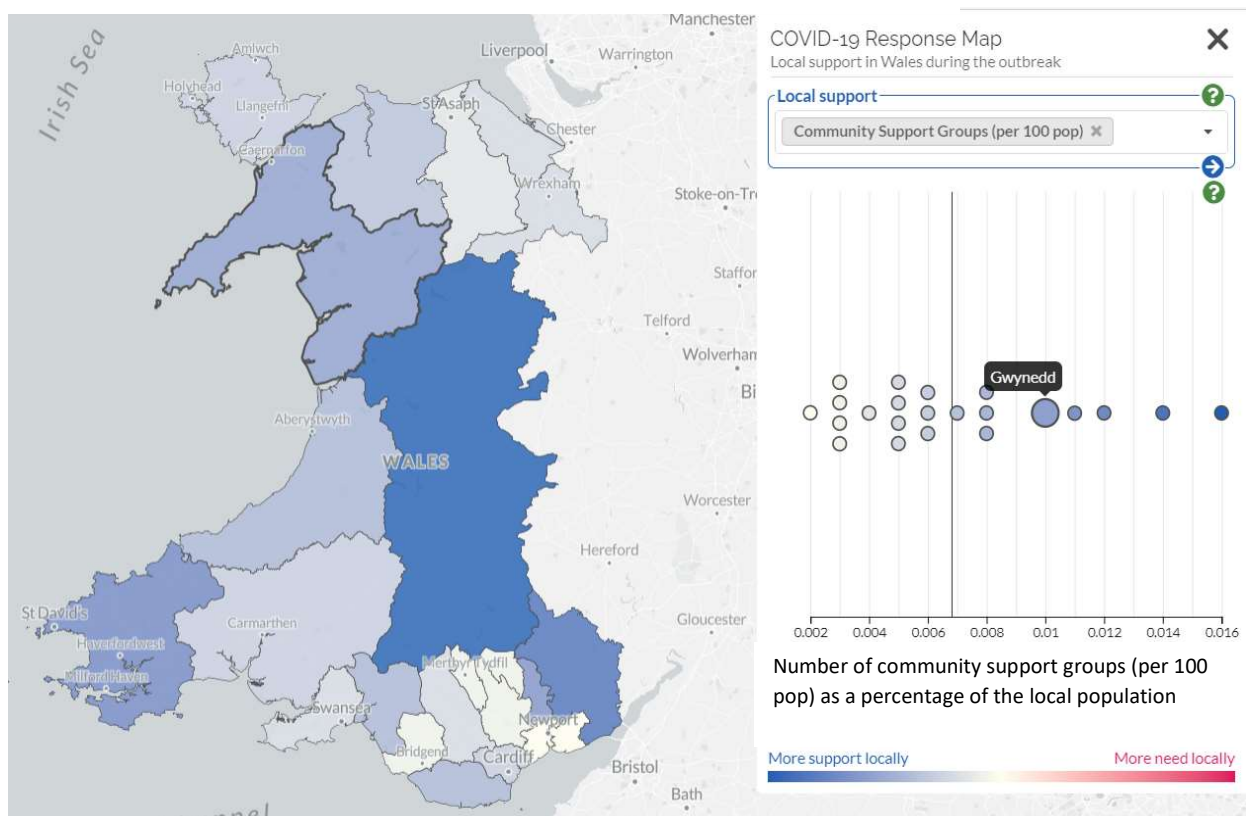 Manchester
Irish Sea
Amlwch
Liverpool
Warrington
Holyhead
Llangefni
St Asaph
Chester
Caernarfon
Wrexham
Stoke-on-Tre
Staffor
Telford
Wolverham
Bi
Aberystwyth
WALES
Worcester
Hereford
St David's
Carmarthen
Gloucester
Haverfordwest
Merthyr Tydfil
Milford Haven
Swansea
Newport
Bridgend
Cardiff
Bristol
Bath
nnel
COVID-19 Response Map
Local support in Wales during the outbreak
Local support
?
Community Support Groups (per 100 pop) ×
?
Gwynedd
0.002 0.004 0.006 0.008 0.01 0.012 0.014 0.016
Number of community support groups (per 100
pop) as a percentage of the local population
More support locally More need locally